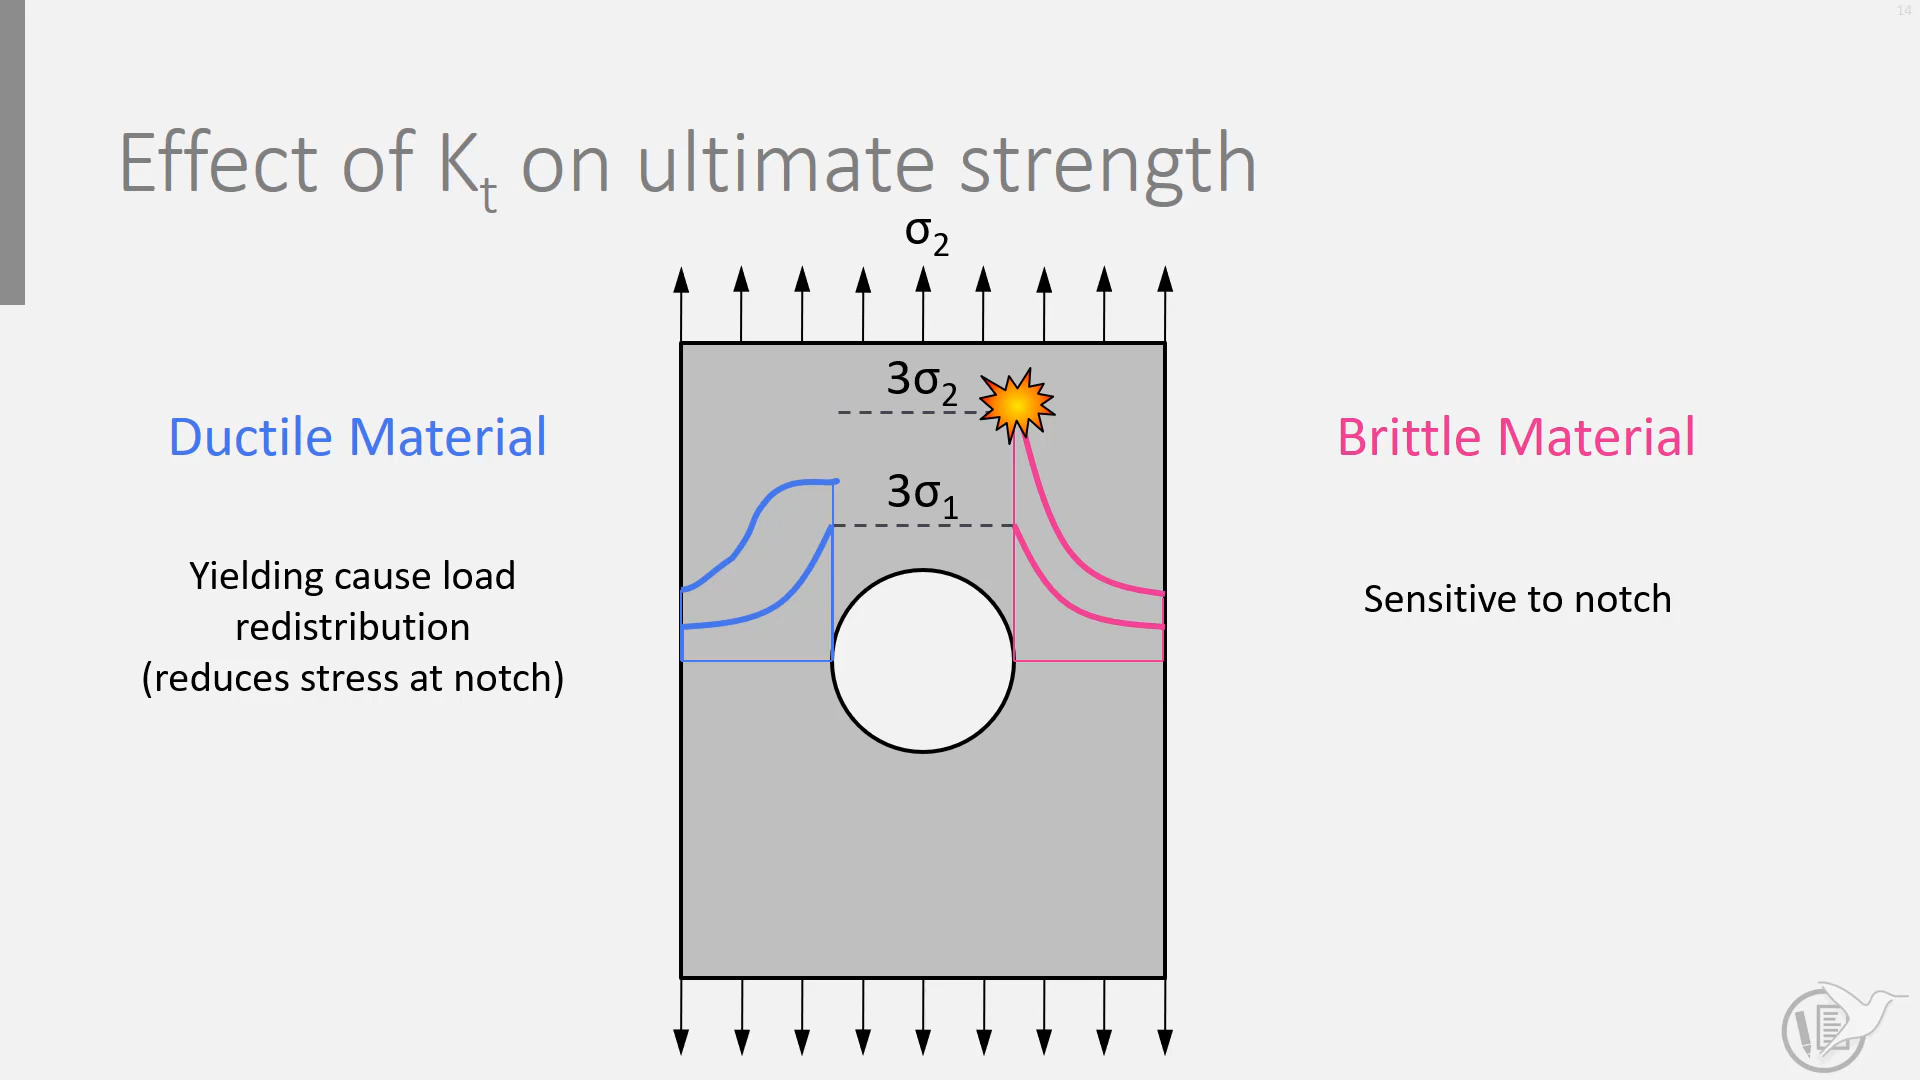 14
Effect of Kt on ultimate strength
σ2
3σ2
3σ1
Ductile Material
Yielding cause load
redistribution
(reduces stress at notch)
Brittle Material
Sensitive to notch